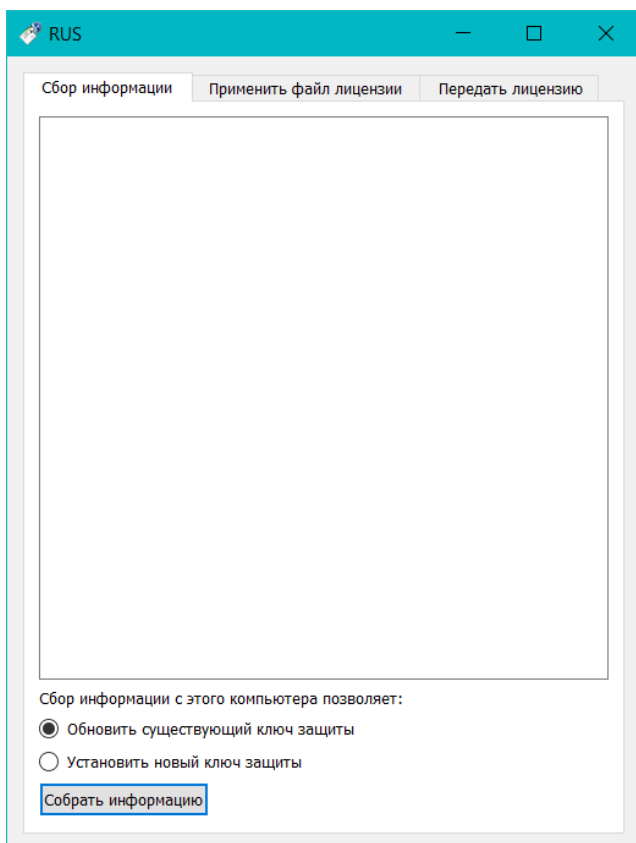 RUS
Сбор информации
Применить файл лицензии
Передать лицензию
Сбор информации с этого компьютера позволяет:
Обновить существующий ключ защиты
Установить новый ключ защиты
Собрать информацию